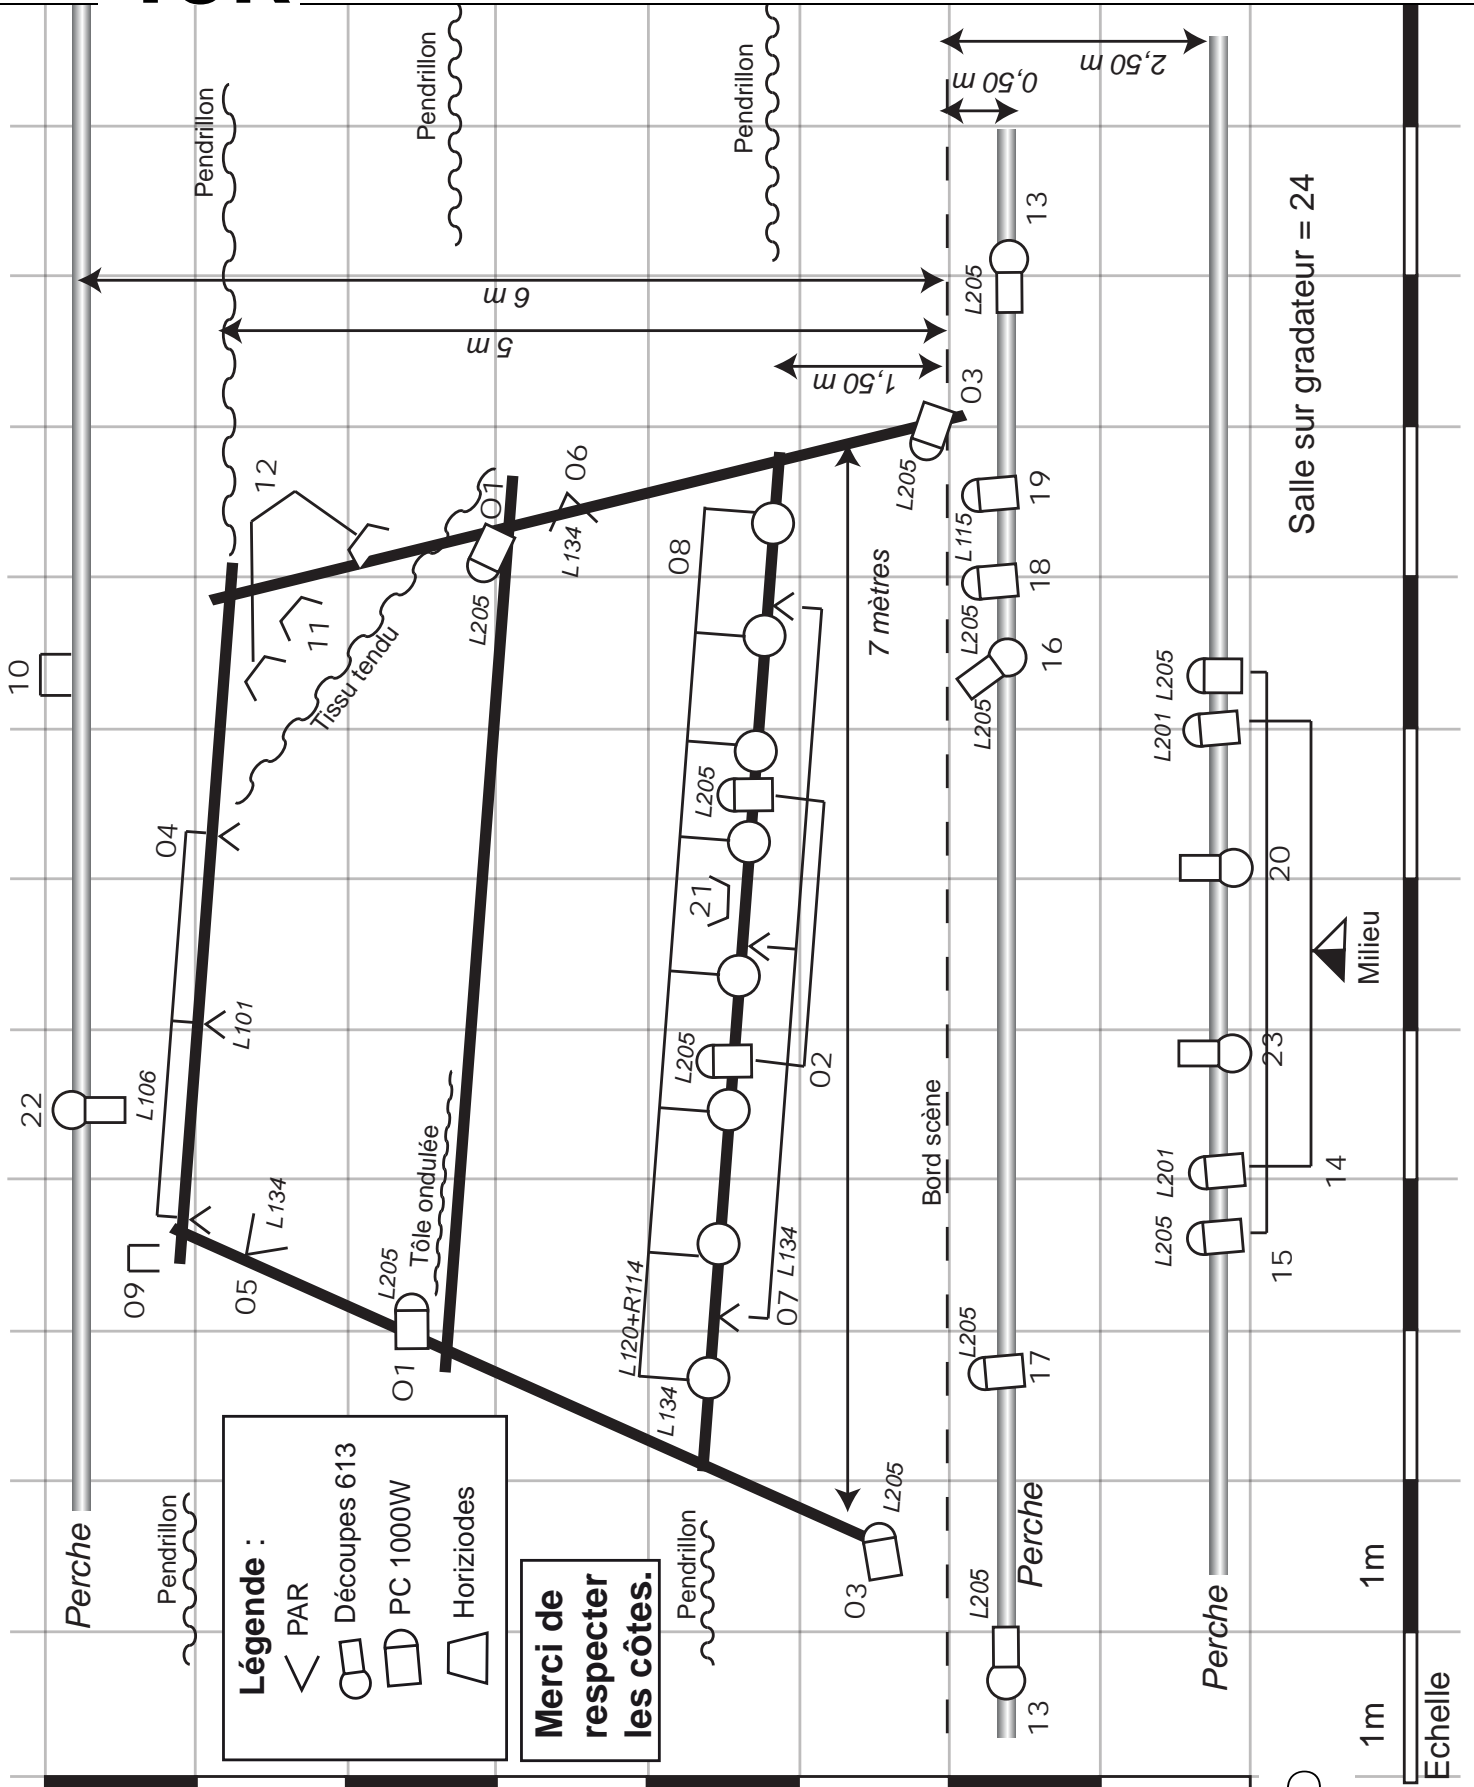 Pendrillon
Pendrillon
Pendrillon
0,50 m
2,50 m
6 m
5 m
1,50 m
L205
13
03
L205
12
01
L205
06
L134
08
L115
19
18
L205
Salle sur gradateur = 24
10
11
Tissu tendu
7 mètres
16
L205
L205
L201
04
L205
21
20
Milieu
L101
L106
22
L205
02
23
Bord scène
L201
14
L134
09
05
L205
Tôle ondulée
01
L120+R114
L134
07
L134
L205
15
L205
17
Perche
Pendrillon
Légende :
PAR
Découpes 613
PC 1000W
Horiziodes
Merci de
respecter
les côtes.
Pendrillon
03
L205
L205
Perche
13
Perche
1m
1m
Echelle